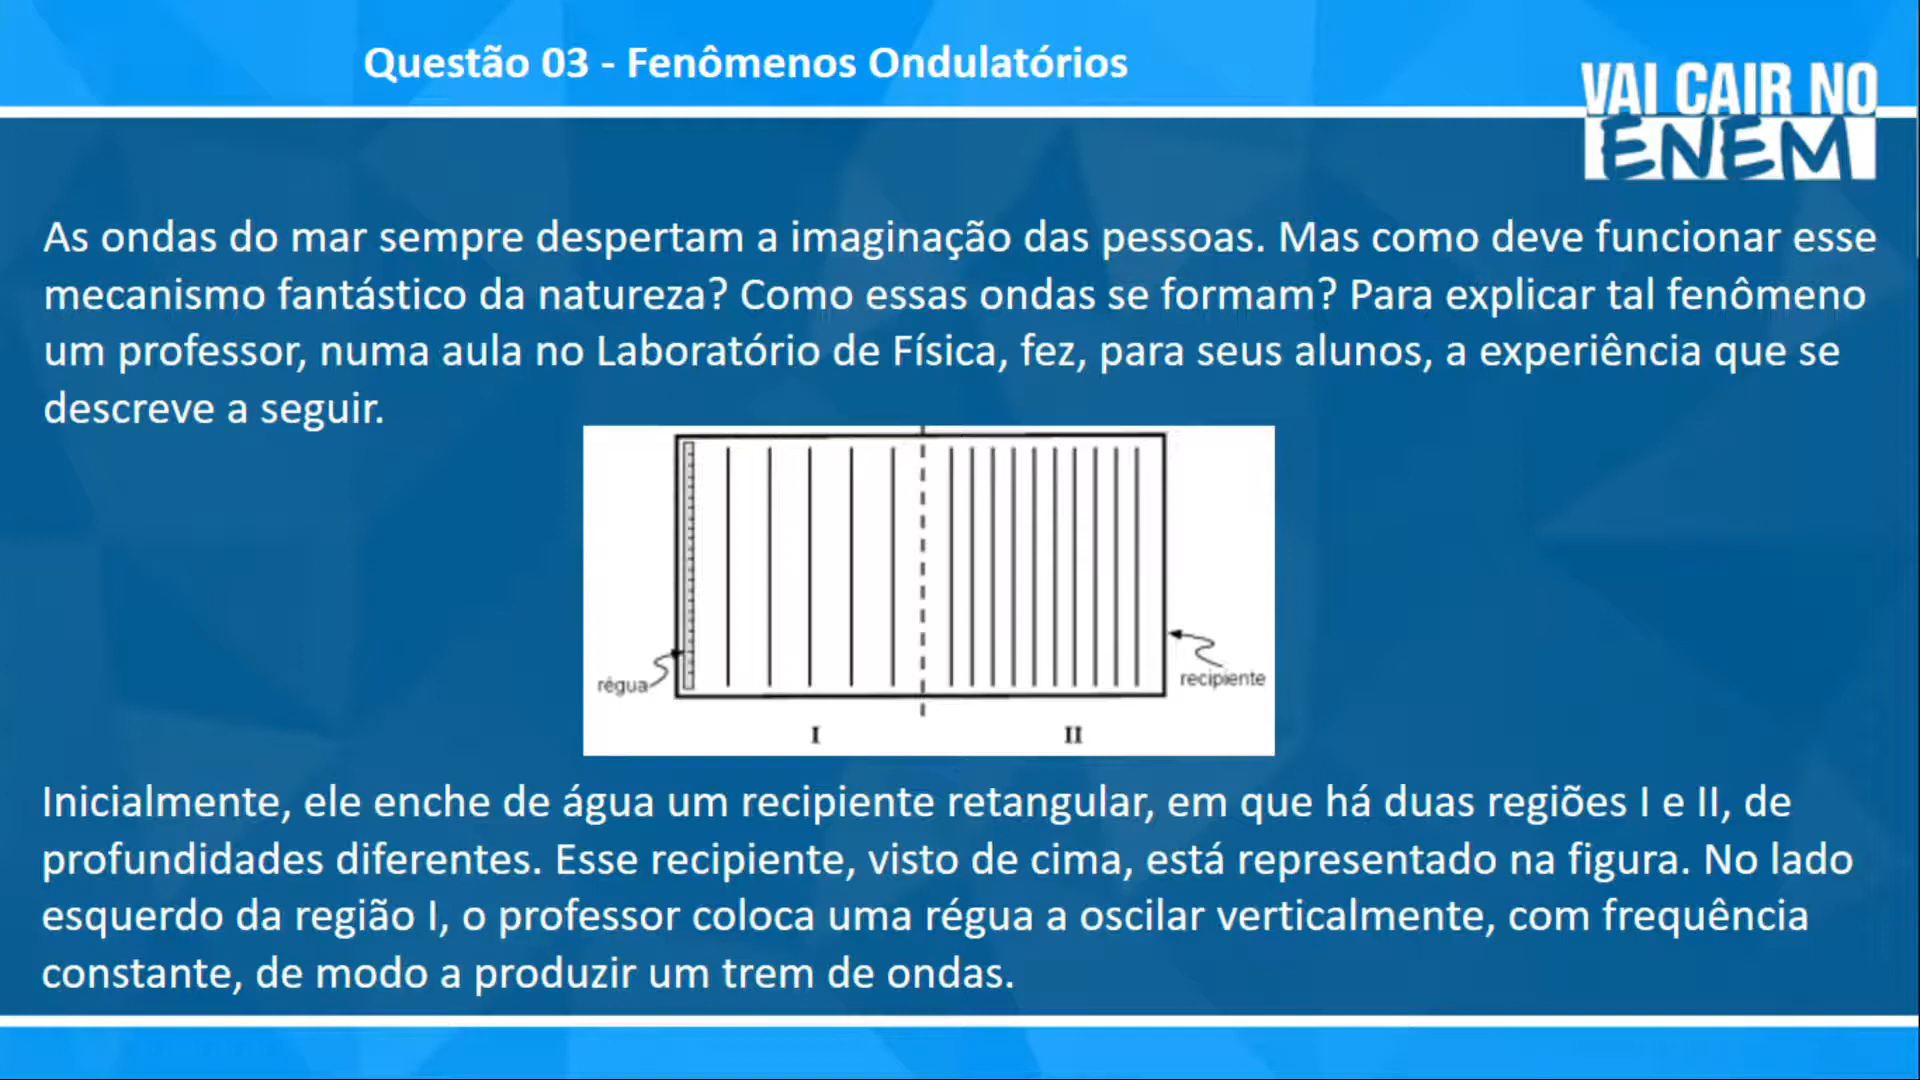 Questão 03 - Fenômenos Ondulatórios
VAI CAIR NO
ENEM
As ondas do mar sempre despertam a imaginação das pessoas. Mas como deve funcionar esse
mecanismo fantástico da natureza? Como essas ondas se formam? Para explicar tal fenômeno
um professor, numa aula no Laboratório de Física, fez, para seus alunos, a experiência que se
descreve a seguir.
régua
recipiente
I
II
Inicialmente, ele enche de água um recipiente retangular, em que há duas regiões I e II, de
profundidades diferentes. Esse recipiente, visto de cima, está representado na figura. No lado
esquerdo da região I, o professor coloca uma régua a oscilar verticalmente, com frequência
constante, de modo a produzir um trem de ondas.